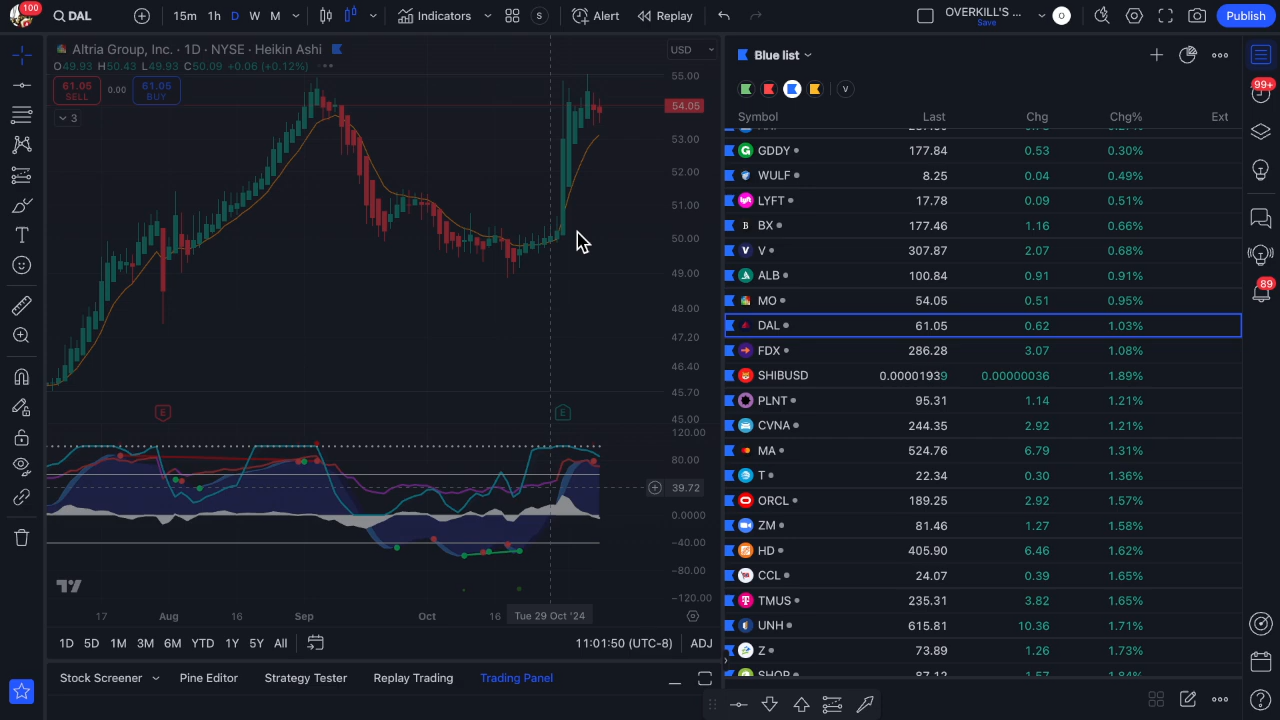 100
DAL
15m 1h D W M
Indicators
S
Alert
Replay
OVERKILL'S ...
Save
O
Publish
Altria Group, Inc. · 1D · NYSE · Heikin Ashi
USD
O49.93 H50.43 L49.93 C50.09 +0.06 (+0.12%)
61.05 SELL
0.00
61.05 BUY
3
55.00
54.05
53.00
52.00
51.00
50.00
49.00
48.00
47.20
46.40
45.70
45.00
E
E
120.00
80.00
39.72
0.0000
−40.00
−80.00
−120.00
17 Aug 16 Sep Oct 16 Tue 29 Oct '24
1D 5D 1M 3M 6M YTD 1Y 5Y All
11:01:50 (UTC-8) ADJ
Stock Screener
Pine Editor
Strategy Tester
Replay Trading
Trading Panel
Blue list
V
Symbol Last Chg Chg% Ext
GDDY 177.84 0.53 0.30%
WULF 8.25 0.04 0.49%
LYFT 17.78 0.09 0.51%
BX 177.46 1.16 0.66%
V 307.87 2.07 0.68%
ALB 100.84 0.91 0.91%
MO 54.05 0.51 0.95%
DAL 61.05 0.62 1.03%
FDX 286.28 3.07 1.08%
SHIBUSD 0.00001939 0.00000036 1.89%
PLNT 95.31 1.14 1.21%
CVNA 244.35 2.92 1.21%
MA 524.76 6.79 1.31%
T 22.34 0.30 1.36%
ORCL 189.25 2.92 1.57%
ZM 81.46 1.27 1.58%
HD 405.90 6.46 1.62%
CCL 24.07 0.39 1.65%
TMUS 235.31 3.82 1.65%
UNH 615.81 10.36 1.71%
Z 73.89 1.26 1.73%
SHOP 87.12 1.57 1.84%
99+
89